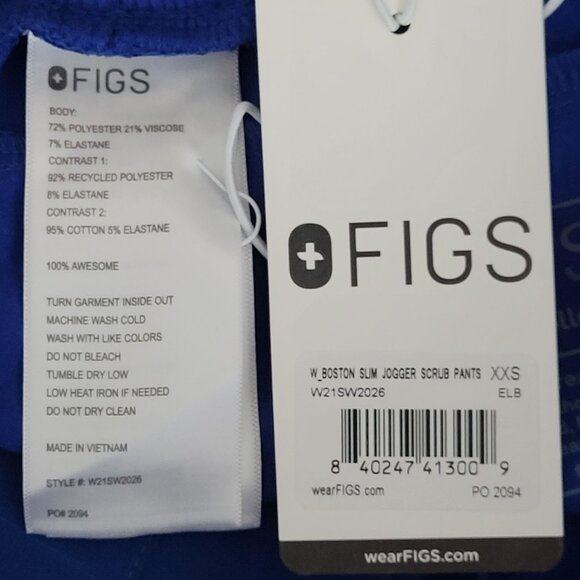 FIGS
BODY:
72% POLYESTER 21% VISCOSE
7% ELASTANE
CONTRAST 1:
92% RECYCLED POLYESTER
8% ELASTANE
CONTRAST 2:
95% COTTON 5% ELASTANE
100% AWESOME
TURN GARMENT INSIDE OUT
MACHINE WASH COLD
WASH WITH LIKE COLORS
DO NOT BLEACH
TUMBLE DRY LOW
LOW HEAT IRON IF NEEDED
DO NOT DRY CLEAN
MADE IN VIETNAM
STYLE #: W21SW2026
PO# 2094
FIGS
W_BOSTON SLIM JOGGER SCRUB PANTS XXS
W21SW2026 ELB
8 40247 41300 9
wearFIGS.com PO 2094
wearFIGS.com